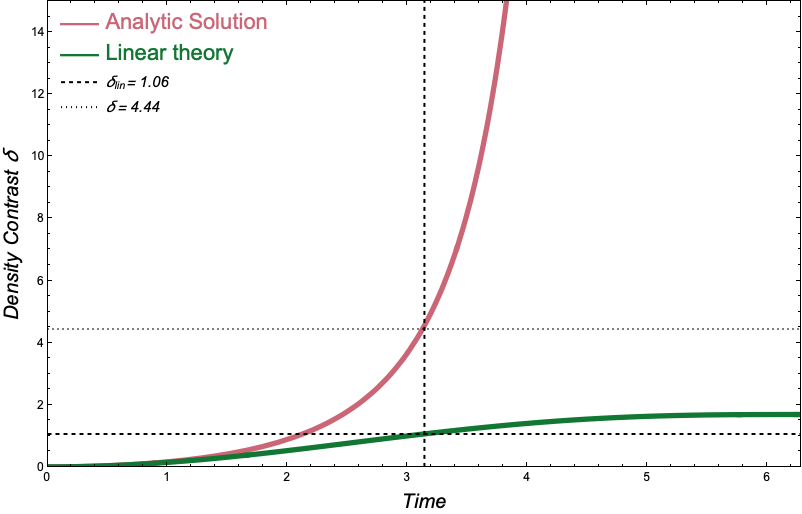 Analytic Solution
Linear theory
δlin = 1.06
δ = 4.44
Density Contrast δ
14
12
10
8
6
4
2
0
0 1 2 3 4 5 6
Time